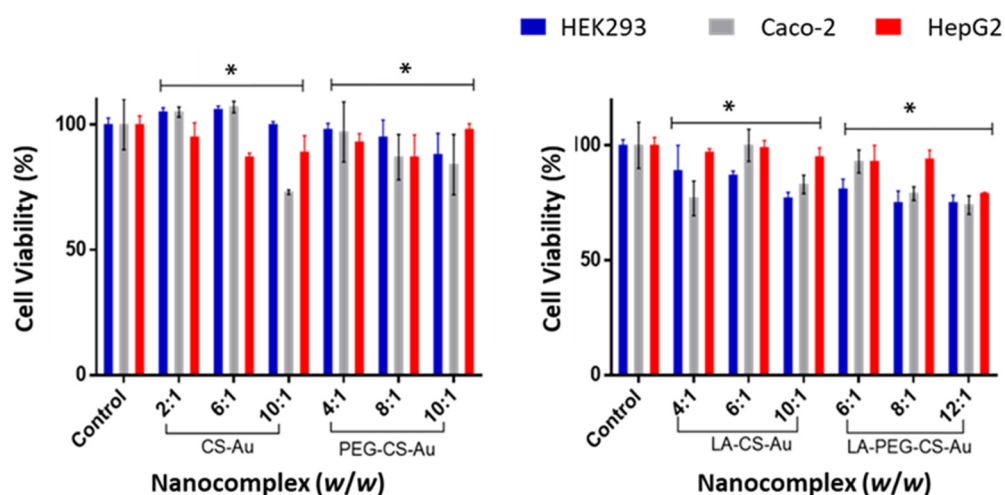 HEK293 Caco-2 HepG2
* *
Cell Viability (%)
100
50
0
Control 2:1 6:1 10:1 4:1 8:1 10:1
CS-Au PEG-CS-Au
Nanocomplex (w/w)
* *
Cell Viability (%)
100
50
0
Control 4:1 6:1 10:1 6:1 8:1 12:1
LA-CS-Au LA-PEG-CS-Au
Nanocomplex (w/w)